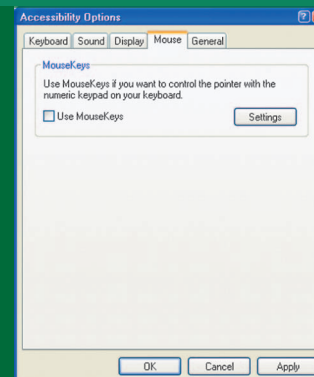 Accessibility Options
Keyboard Sound Display Mouse General
MouseKeys
Use MouseKeys if you want to control the pointer with the
numeric keypad on your keyboard.
Use MouseKeys Settings
OK Cancel Apply